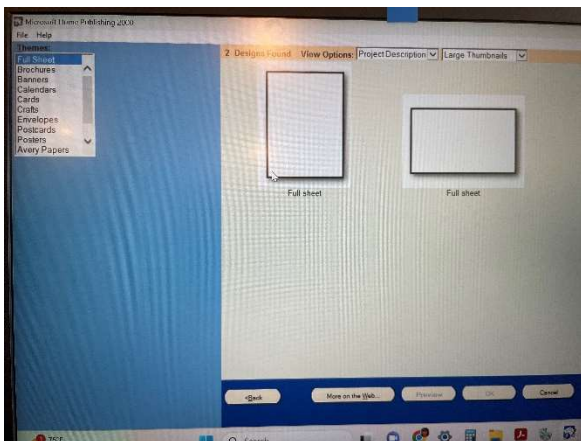 Microsoft Home Publishing 2000
File Help
Themes:
Full Sheet
Brochures
Banners
Calendars
Cards
Crafts
Envelopes
Postcards
Posters
Avery Papers
2 Designs Found View Options: Project Description Large Thumbnails
Full sheet
Full sheet
<Back
More on the Web...
Preview
OK
Cancel
75°F
Search